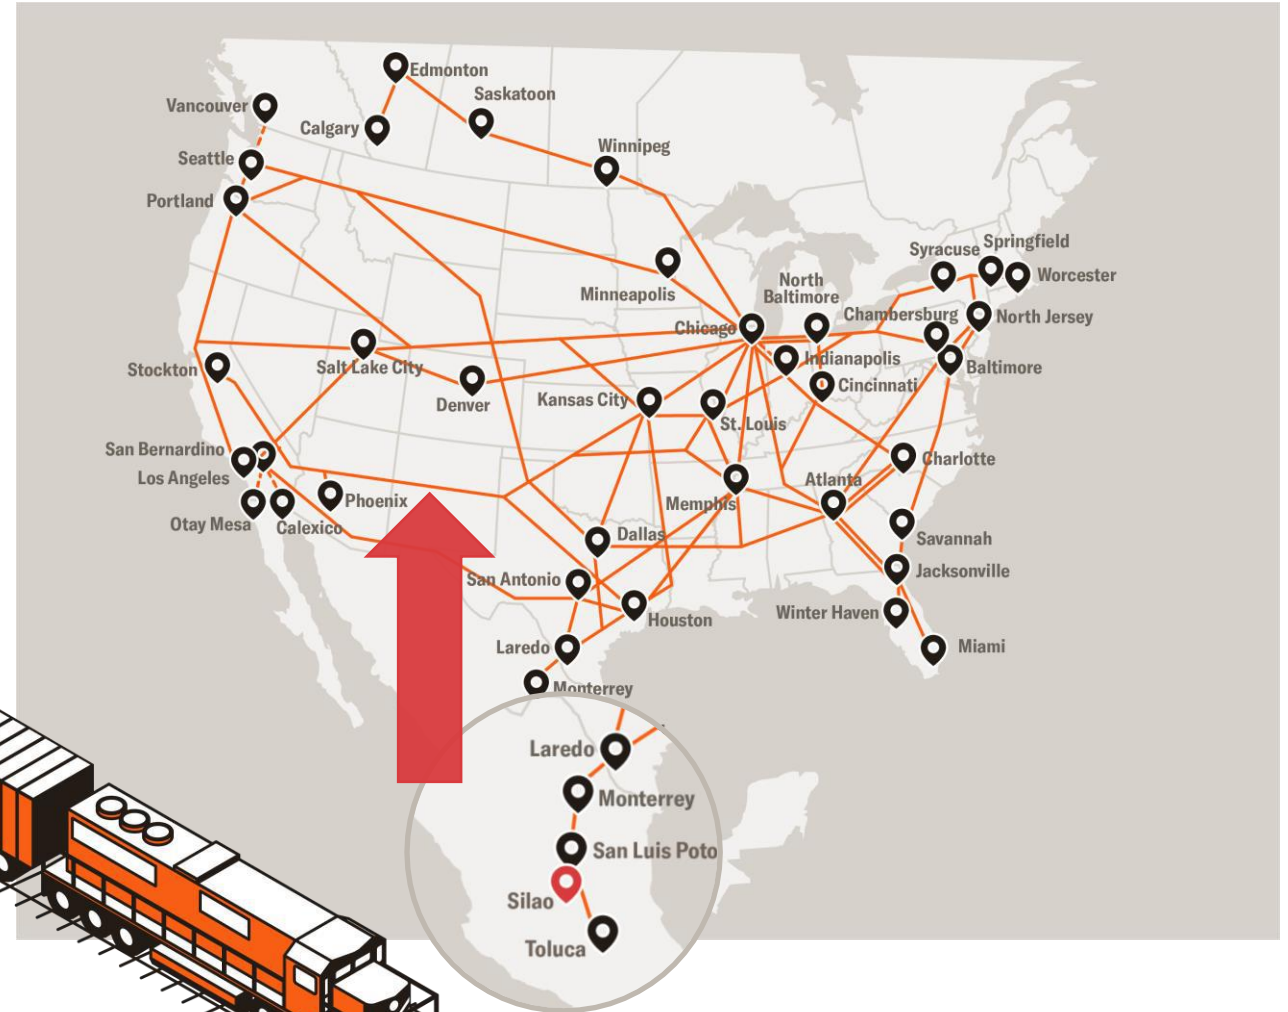 Edmonton
Saskatoon
Vancouver
Calgary
Winnipeg
Seattle
Portland
Syracuse
Springfield
Worcester
Minneapolis
North
Baltimore
Chambersburg
North Jersey
Chicago
Salt Lake City
Indianapolis
Baltimore
Stockton
Denver
Kansas City
Cincinnati
St. Louis
San Bernardino
Los Angeles
Charlotte
Phoenix
Memphis
Atlanta
Otay Mesa
Calexico
Dallas
Savannah
San Antonio
Jacksonville
Houston
Winter Haven
Laredo
Miami
Monterrey
Laredo
Monterrey
San Luis Poto
Silao
Toluca